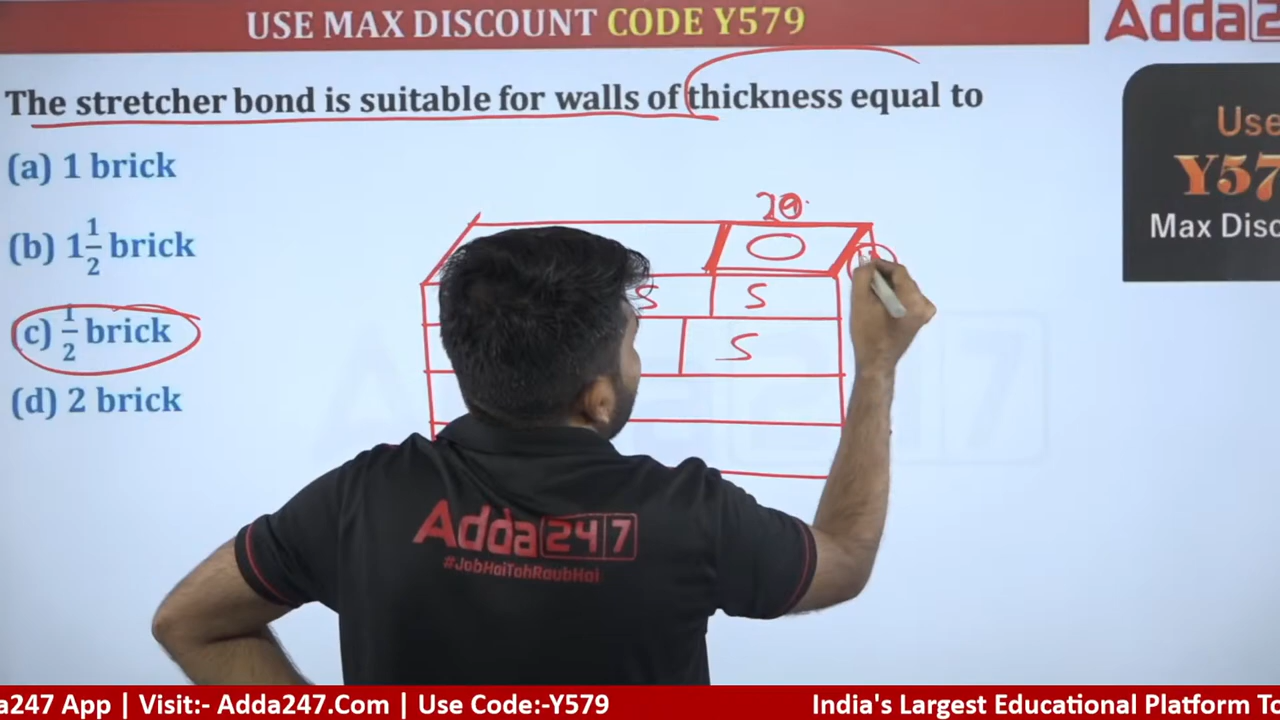 USE MAX DISCOUNT CODE Y579
Adda2
The stretcher bond is suitable for walls of thickness equal to
(a) 1 brick
(b) 1 1/2 brick
(c) 1/2 brick
(d) 2 brick
Use
Y57
Max Disc
20
S
S
S
Adda247
#JobHaiTohRaubHai
da247 App | Visit:- Adda247.Com | Use Code:-Y579
India's Largest Educational Platform To